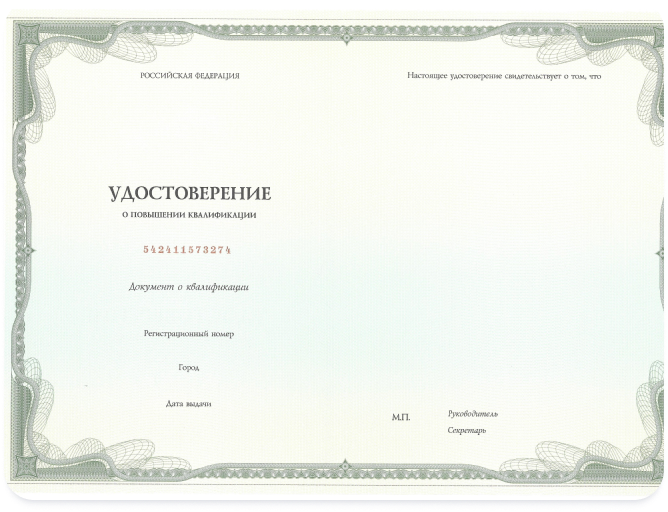 РОССИЙСКАЯ ФЕДЕРАЦИЯ
УДОСТОВЕРЕНИЕ
О ПОВЫШЕНИИ КВАЛИФИКАЦИИ
542411573274
Документ о квалификации
Регистрационный номер
Город
Дата выдачи
Настоящее удостоверение свидетельствует о том, что
М.П.
Руководитель
Секретарь